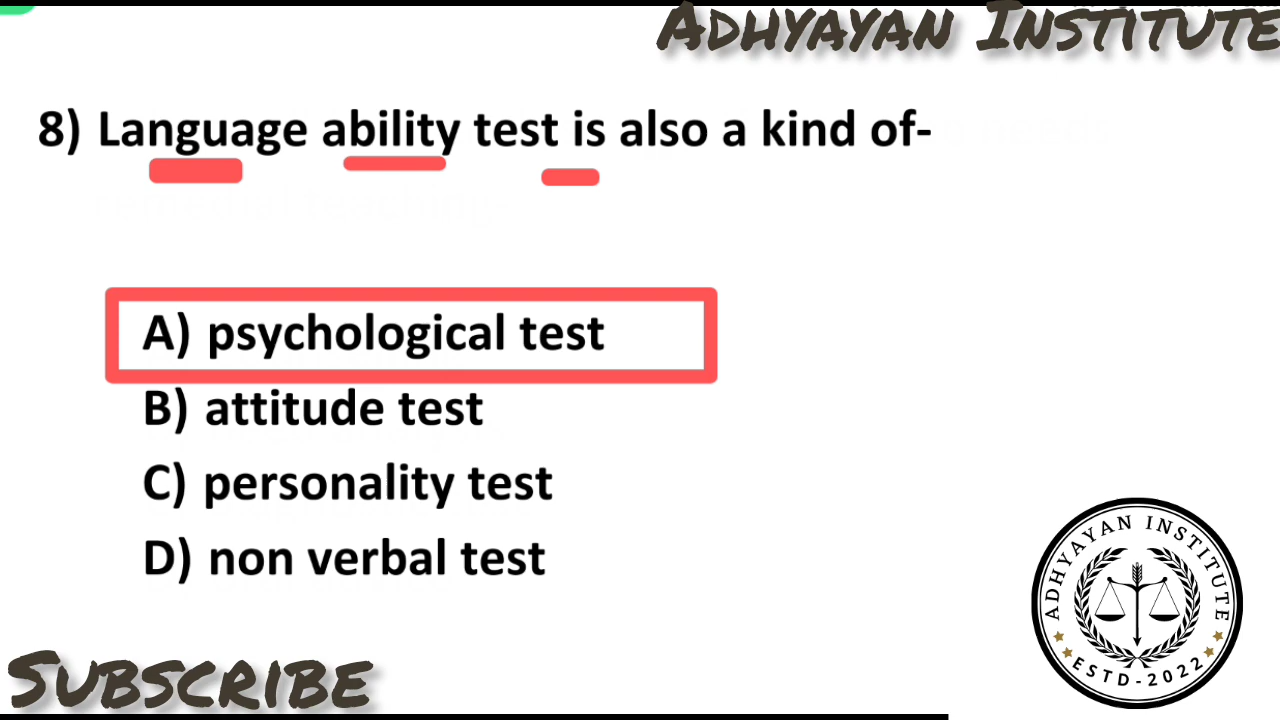 ADHYAYAN INSTITUTE
8) Language ability test is also a kind of-
A) psychological test
B) attitude test
C) personality test
D) non verbal test
ADHYAYAN INSTITUTE
ESTD-2022
SUBSCRIBE